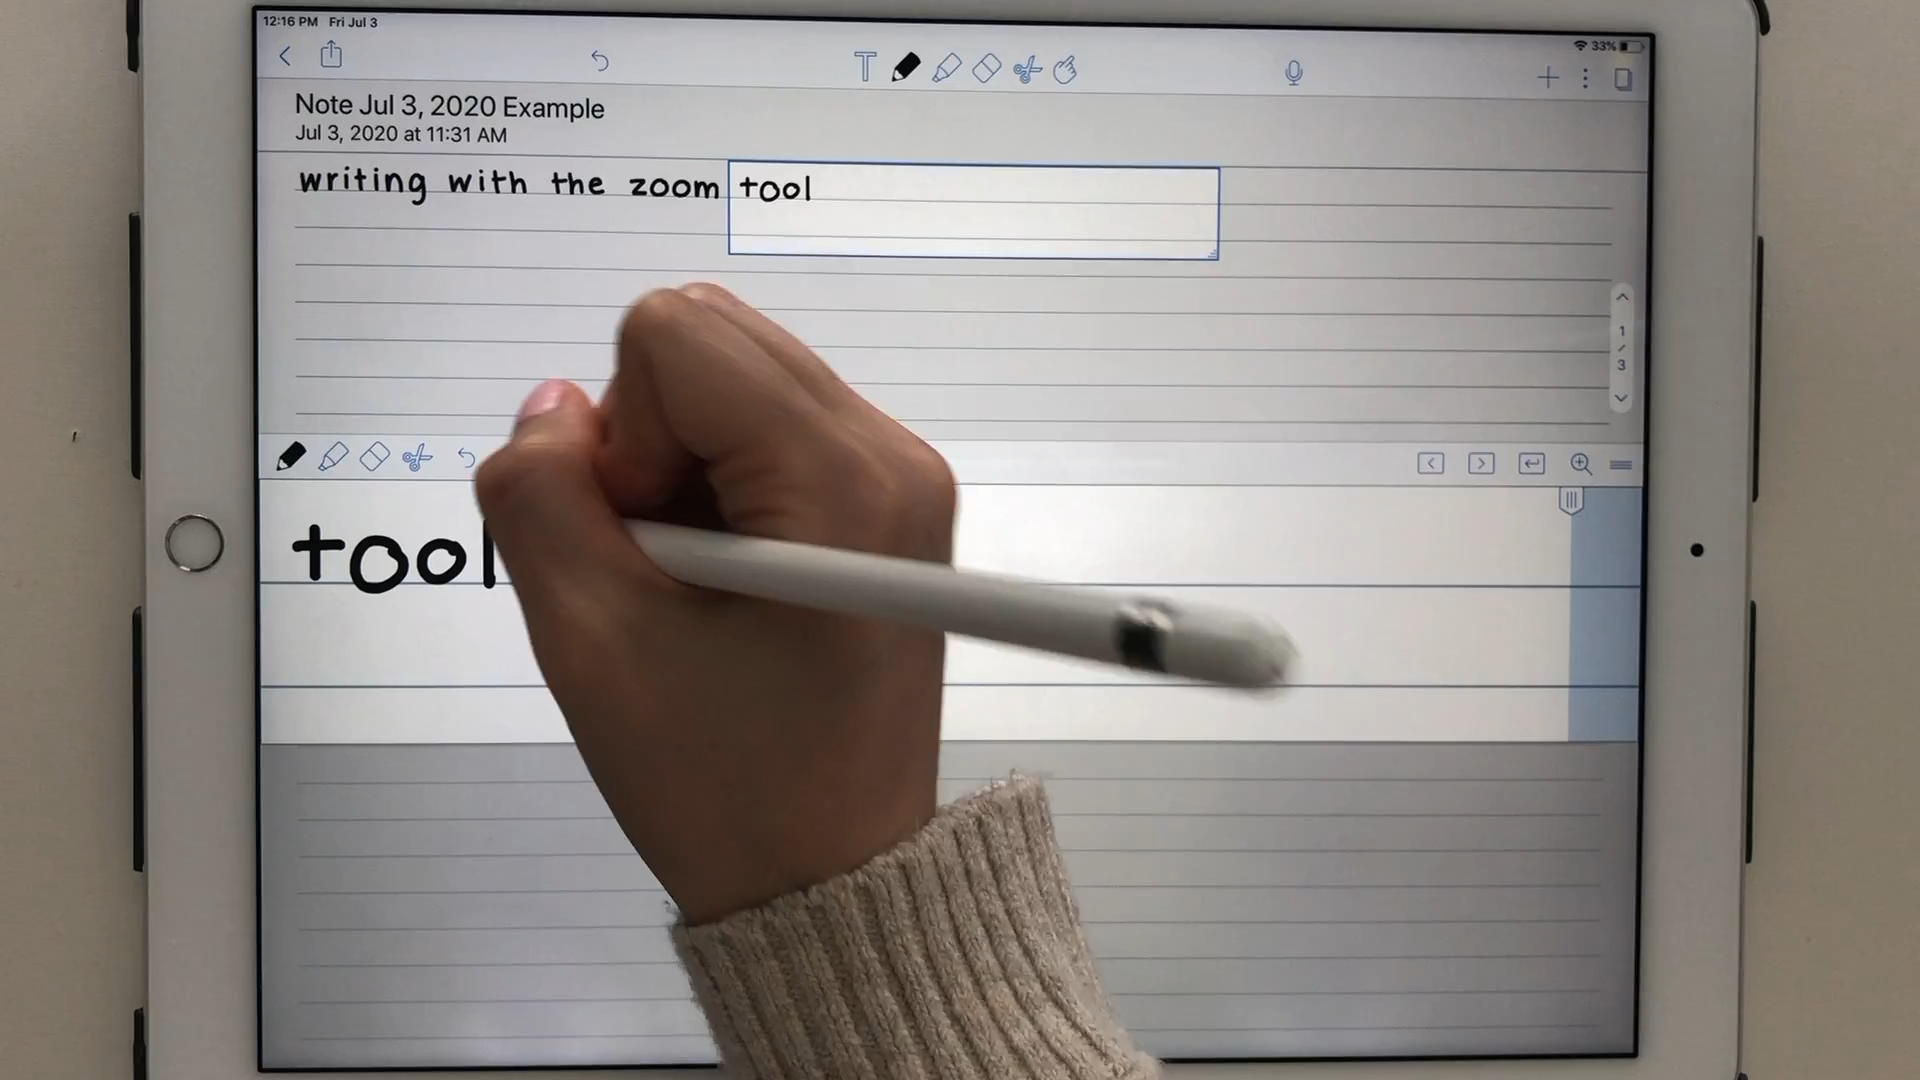 12:16 PM Fri Jul 3
33%
T
Note Jul 3, 2020 Example
Jul 3, 2020 at 11:31 AM
writing with the zoom tool
1
/
3
tool